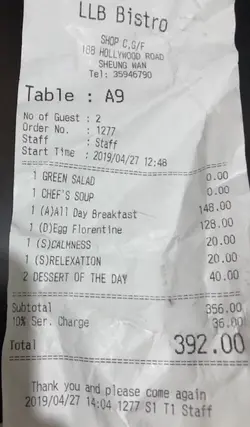 LLB Bistro
SHOP C,G/F
18B HOLLYWOOD ROAD
SHEUNG WAN
Tel: 35946790
Table : A9
No of Guest : 2
Order No. : 1277
Staff : Staff
Start Time : 2019/04/27 12:48
1 GREEN SALAD 0.00
1 CHEF'S SOUP 0.00
1 (A)All Day Breakfast 148.00
1 (D)Egg Florentine 128.00
1 (S)CALMNESS 20.00
1 (S)RELEXATION 20.00
2 DESSERT OF THE DAY 40.00
Subtotal 356.00
10% Ser. Charge 36.00
Total 392.00
Thank you and please come again
2019/04/27 14:04 1277 S1 T1 Staff